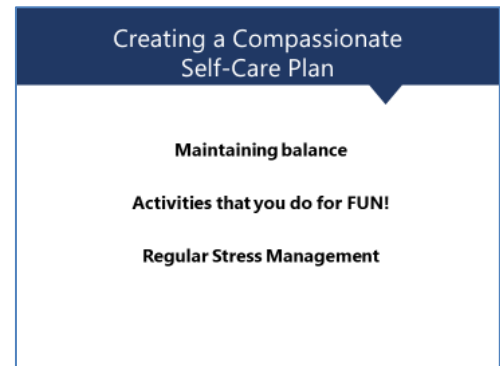 Creating a Compassionate
Self-Care Plan
Maintaining balance
Activities that you do for FUN!
Regular Stress Management